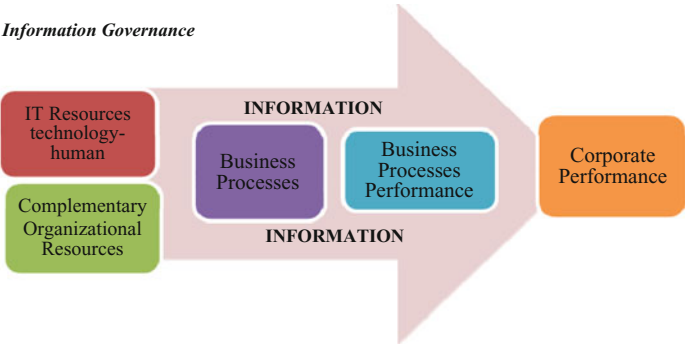 Information Governance
IT Resources
technology-
human
Complementary
Organizational
Resources
INFORMATION
Business
Processes
Business
Processes
Performance
INFORMATION
Corporate
Performance